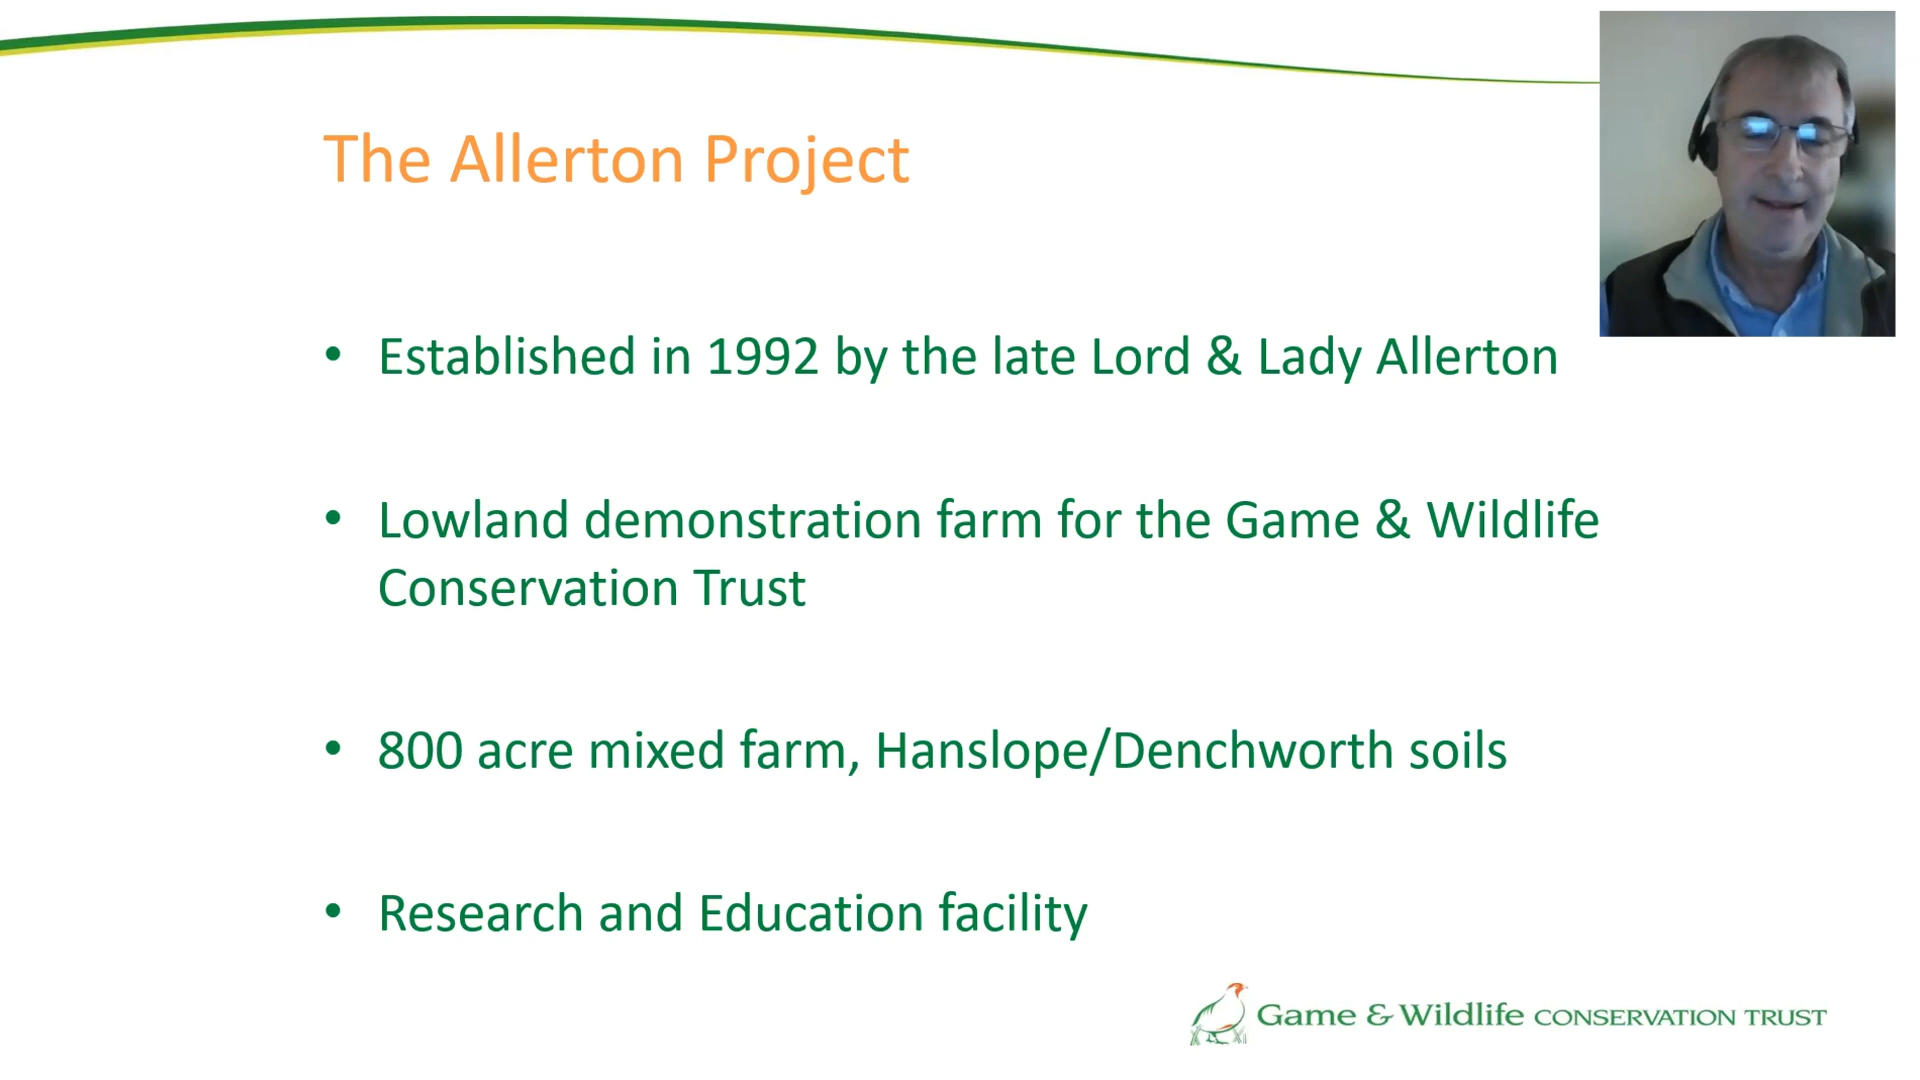 The Allerton Project
• Established in 1992 by the late Lord & Lady Allerton
• Lowland demonstration farm for the Game & Wildlife
Conservation Trust
• 800 acre mixed farm, Hanslope/Denchworth soils
• Research and Education facility
Game & Wildlife CONSERVATION TRUST